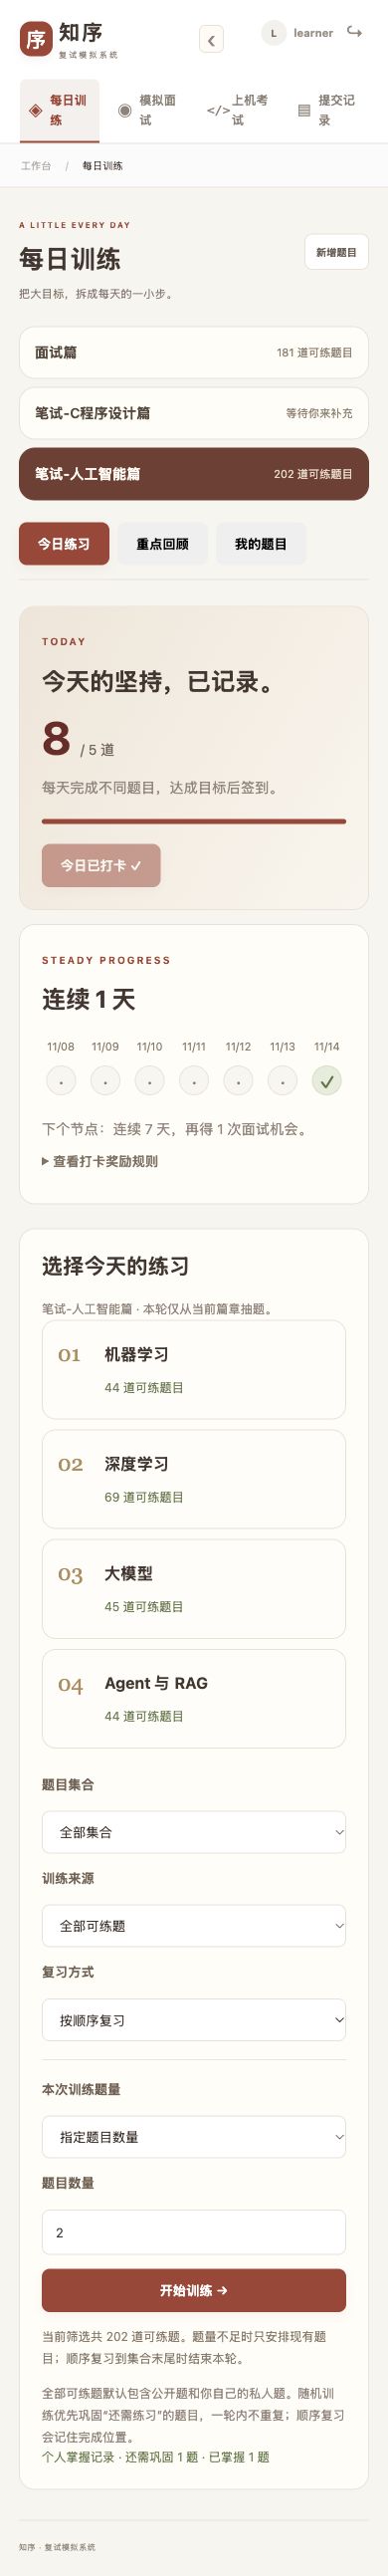 序 知序
复试模拟系统
‹
L learner ↪
◈ 每日训
练
◉ 模拟面
试
</> 上机考
试
▤ 提交记
录
工作台 / 每日训练
A LITTLE EVERY DAY
每日训练
新增题目
把大目标，拆成每天的一小步。
面试篇 181 道可练题目
笔试-C程序设计篇 等待你来补充
笔试-人工智能篇 202 道可练题目
今日练习 重点回顾 我的题目
TODAY
今天的坚持，已记录。
8 / 5 道
每天完成不同题目，达成目标后签到。
今日已打卡 ✓
STEADY PROGRESS
连续 1 天
11/08 11/09 11/10 11/11 11/12 11/13 11/14
· · · · · · ✓
下个节点：连续 7 天，再得 1 次面试机会。
▶ 查看打卡奖励规则
选择今天的练习
笔试-人工智能篇 · 本轮仅从当前篇章抽题。
01 机器学习
44 道可练题目
02 深度学习
69 道可练题目
03 大模型
45 道可练题目
04 Agent 与 RAG
44 道可练题目
题目集合
全部集合
训练来源
全部可练题
复习方式
按顺序复习
本次训练题量
指定题目数量
题目数量
2
开始训练 →
当前筛选共 202 道可练题。题量不足时只安排现有题
目；顺序复习到集合末尾时结束本轮。
全部可练题默认包含公开题和你自己的私人题。随机训
练优先巩固“还需练习”的题目，一轮内不重复；顺序复习
会记住完成位置。
个人掌握记录 · 还需巩固 1 题 · 已掌握 1 题
知序 · 复试模拟系统